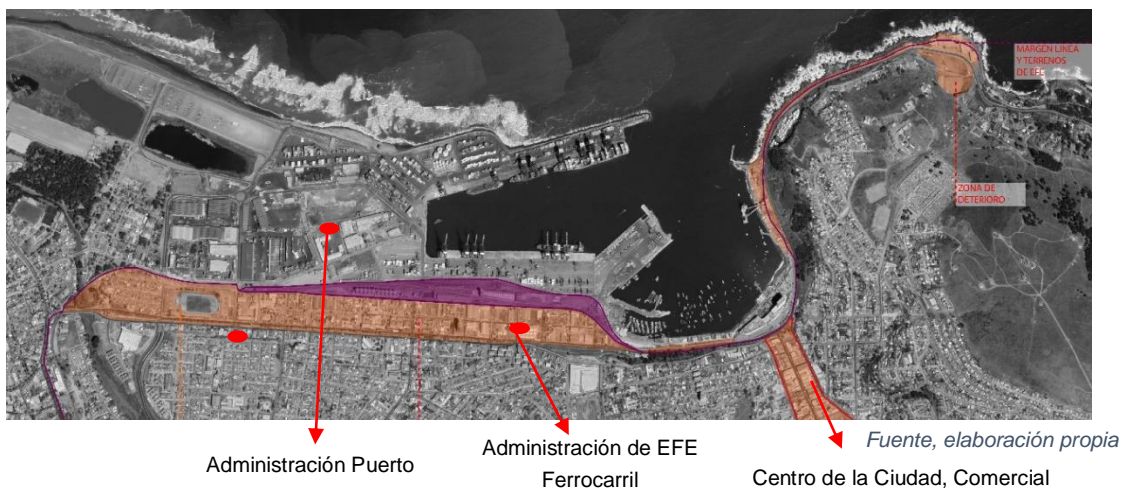 MARGEN LINEA
Y TERRENOS
DE EFE
ZONA DE
DETERIORO
Fuente, elaboración propia
Administración Puerto
Administración de EFE
Ferrocarril
Centro de la Ciudad, Comercial